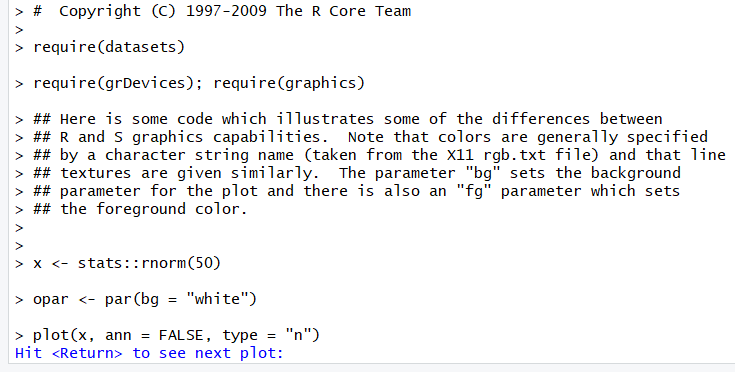 > #  Copyright (C) 1997-2009 The R Core Team
>
> require(datasets)
> require(grDevices); require(graphics)
> ## Here is some code which illustrates some of the differences between
> ## R and S graphics capabilities.  Note that colors are generally specified
> ## by a character string name (taken from the X11 rgb.txt file) and that line
> ## textures are given similarly.  The parameter "bg" sets the background
> ## parameter for the plot and there is also an "fg" parameter which sets
> ## the foreground color.
>
>
> x <- stats::rnorm(50)
> opar <- par(bg = "white")
> plot(x, ann = FALSE, type = "n")
Hit <Return> to see next plot: